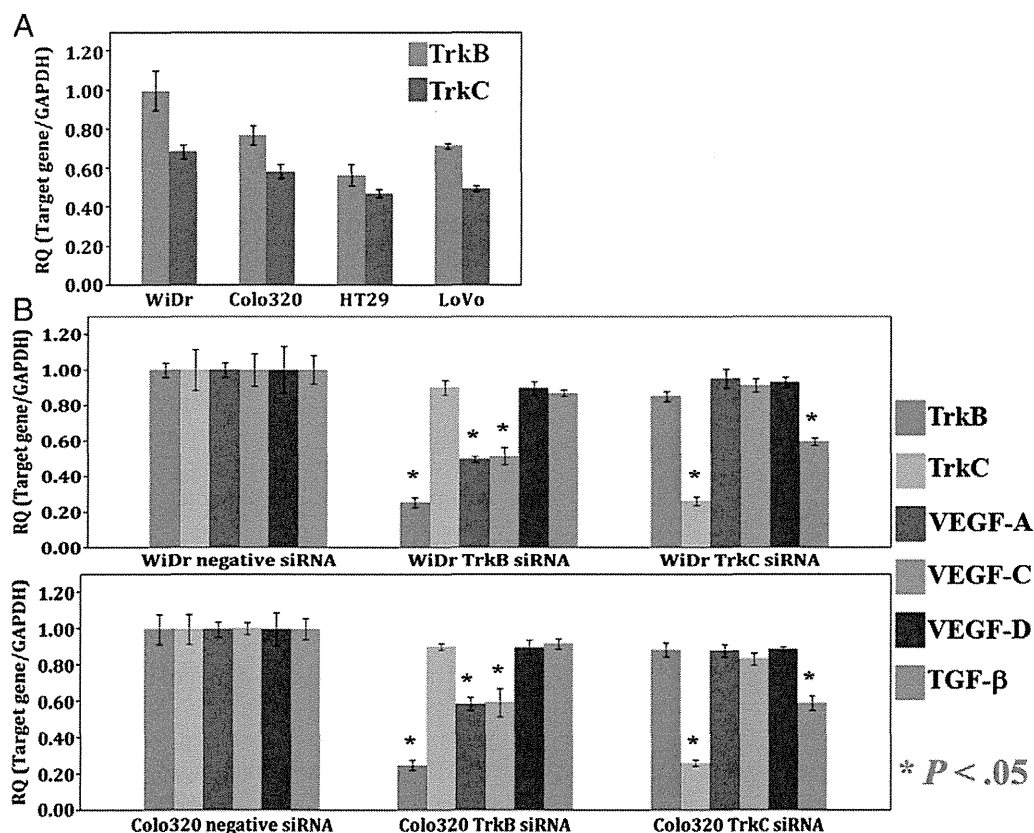 A
RQ (Target gene/GAPDH)
1.20
1.00
0.80
0.60
0.40
0.20
0.00
TrkB
TrkC
WiDr Colo320 HT29 LoVo
B
RQ (Target gene/GAPDH)
1.20
1.00
0.80
0.60
0.40
0.20
0.00
* * *
* *
WiDr negative siRNA WiDr TrkB siRNA WiDr TrkC siRNA
RQ (Target gene/GAPDH)
1.20
1.00
0.80
0.60
0.40
0.20
0.00
* * *
* *
Colo320 negative siRNA Colo320 TrkB siRNA Colo320 TrkC siRNA
TrkB
TrkC
VEGF-A
VEGF-C
VEGF-D
TGF-β
* P < .05